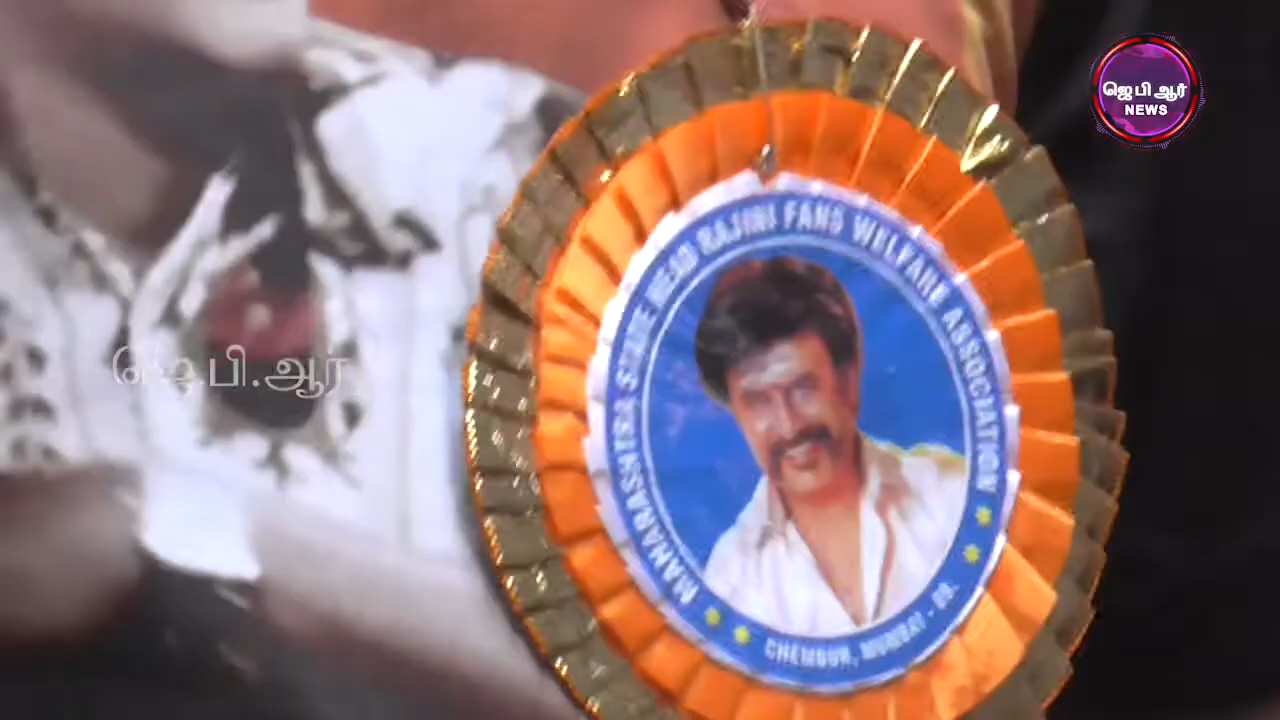 ஜெ பி ஆர்
NEWS
MAHARASHTRA STATE HEAD RAJINI FANS WELFARE ASSOCIATION
ஜெ.பி.ஆர்
CHEMBUR, MUMBAI - 89.